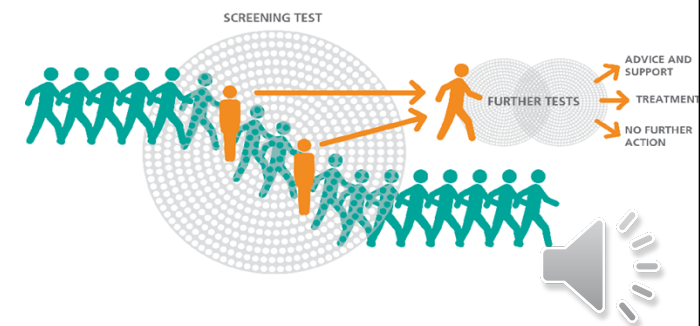 SCREENING TEST
ADVICE AND
SUPPORT
FURTHER TESTS
TREATMENT
NO FURTHER
ACTION